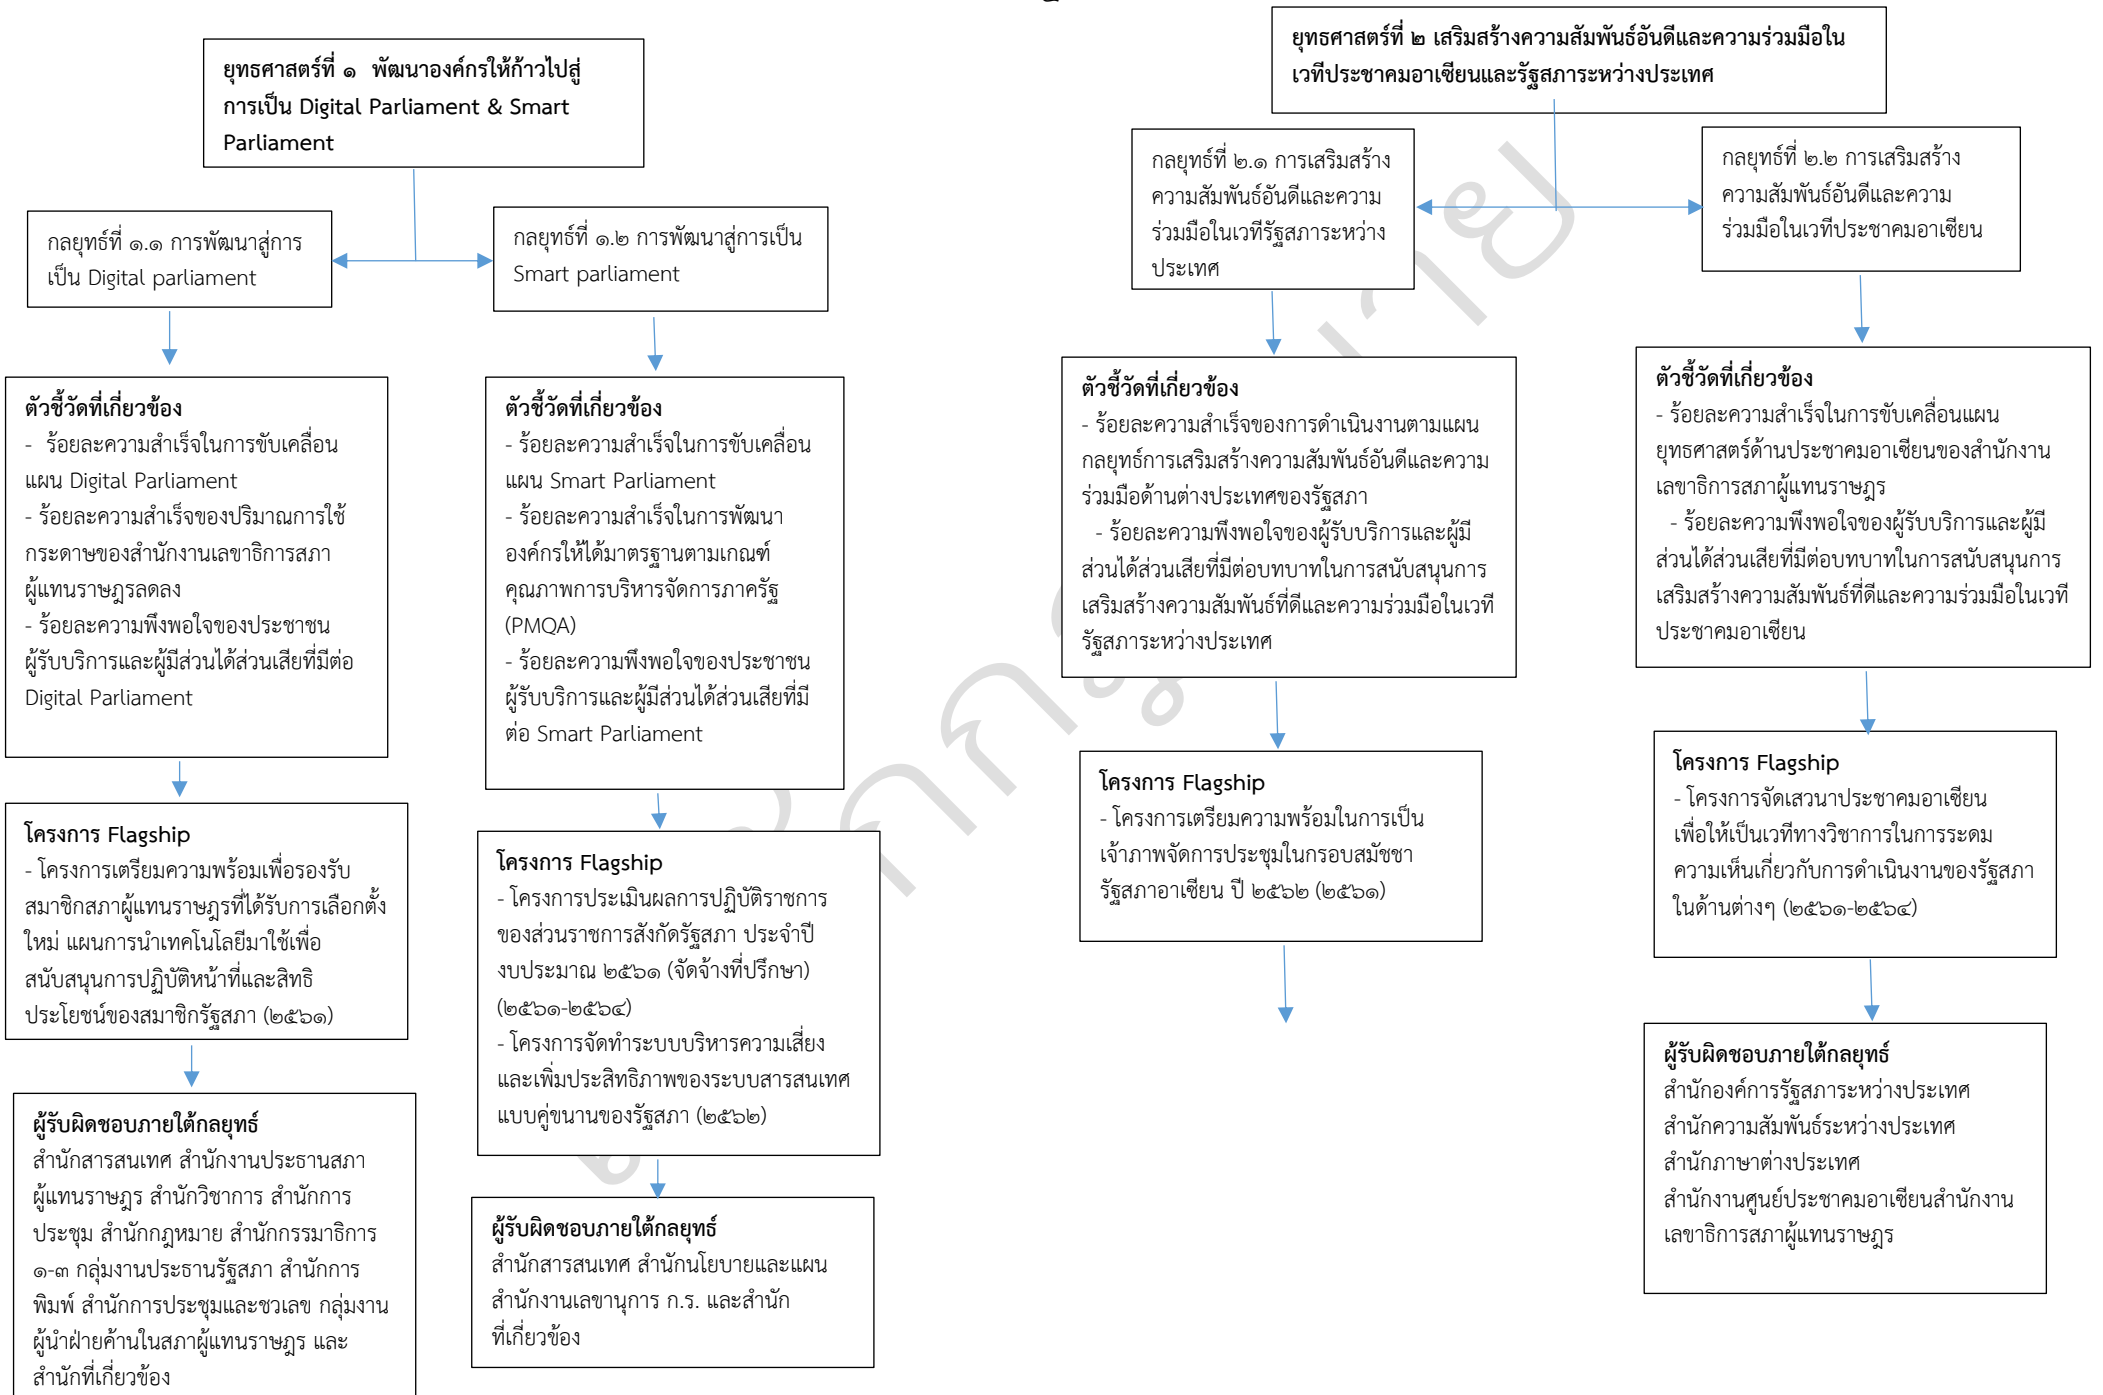 ยุทธศาสตร์ที่ ๑  พัฒนาองค์กรให้ก้าวไปสู่
การเป็น Digital Parliament & Smart
Parliament
กลยุทธ์ที่ ๑.๑ การพัฒนาสู่การ
เป็น Digital parliament
กลยุทธ์ที่ ๑.๒ การพัฒนาสู่การเป็น
Smart parliament
ตัวชี้วัดที่เกี่ยวข้อง
-  ร้อยละความสำเร็จในการขับเคลื่อน
แผน Digital Parliament
- ร้อยละความสำเร็จของปริมาณการใช้
กระดาษของสำนักงานเลขาธิการสภา
ผู้แทนราษฎรลดลง
- ร้อยละความพึงพอใจของประชาชน
ผู้รับบริการและผู้มีส่วนได้ส่วนเสียที่มีต่อ
Digital Parliament
ตัวชี้วัดที่เกี่ยวข้อง
- ร้อยละความสำเร็จในการขับเคลื่อน
แผน Smart Parliament
- ร้อยละความสำเร็จในการพัฒนา
องค์กรให้ได้มาตรฐานตามเกณฑ์
คุณภาพการบริหารจัดการภาครัฐ
(PMQA)
- ร้อยละความพึงพอใจของประชาชน
ผู้รับบริการและผู้มีส่วนได้ส่วนเสียที่มี
ต่อ Smart Parliament
โครงการ Flagship
- โครงการเตรียมความพร้อมเพื่อรองรับ
สมาชิกสภาผู้แทนราษฎรที่ได้รับการเลือกตั้ง
ใหม่ แผนการนำเทคโนโลยีมาใช้เพื่อ
สนับสนุนการปฏิบัติหน้าที่และสิทธิ
ประโยชน์ของสมาชิกรัฐสภา (๒๕๖๑)
โครงการ Flagship
- โครงการประเมินผลการปฏิบัติราชการ
ของส่วนราชการสังกัดรัฐสภา ประจำปี
งบประมาณ ๒๕๖๑ (จัดจ้างที่ปรึกษา)
(๒๕๖๑-๒๕๖๔)
- โครงการจัดทำระบบบริหารความเสี่ยง
และเพิ่มประสิทธิภาพของระบบสารสนเทศ
แบบคู่ขนานของรัฐสภา (๒๕๖๒)
ผู้รับผิดชอบภายใต้กลยุทธ์
สำนักสารสนเทศ สำนักงานประธานสภา
ผู้แทนราษฎร สำนักวิชาการ สำนักการ
ประชุม สำนักกฎหมาย สำนักกรรมาธิการ
๑-๓ กลุ่มงานประธานรัฐสภา สำนักการ
พิมพ์ สำนักการประชุมและชวเลข กลุ่มงาน
ผู้นำฝ่ายค้านในสภาผู้แทนราษฎร และ
สำนักที่เกี่ยวข้อง
ผู้รับผิดชอบภายใต้กลยุทธ์
สำนักสารสนเทศ สำนักนโยบายและแผน
สำนักงานเลขานุการ ก.ร. และสำนัก
ที่เกี่ยวข้อง
ยุทธศาสตร์ที่ ๒ เสริมสร้างความสัมพันธ์อันดีและความร่วมมือใน
เวทีประชาคมอาเซียนและรัฐสภาระหว่างประเทศ
กลยุทธ์ที่ ๒.๑ การเสริมสร้าง
ความสัมพันธ์อันดีและความ
ร่วมมือในเวทีรัฐสภาระหว่าง
ประเทศ
กลยุทธ์ที่ ๒.๒ การเสริมสร้าง
ความสัมพันธ์อันดีและความ
ร่วมมือในเวทีประชาคมอาเซียน
ตัวชี้วัดที่เกี่ยวข้อง
- ร้อยละความสำเร็จของการดำเนินงานตามแผน
กลยุทธ์การเสริมสร้างความสัมพันธ์อันดีและความ
ร่วมมือด้านต่างประเทศของรัฐสภา
- ร้อยละความพึงพอใจของผู้รับบริการและผู้มี
ส่วนได้ส่วนเสียที่มีต่อบทบาทในการสนับสนุนการ
เสริมสร้างความสัมพันธ์ที่ดีและความร่วมมือในเวที
รัฐสภาระหว่างประเทศ
ตัวชี้วัดที่เกี่ยวข้อง
- ร้อยละความสำเร็จในการขับเคลื่อนแผน
ยุทธศาสตร์ด้านประชาคมอาเซียนของสำนักงาน
เลขาธิการสภาผู้แทนราษฎร
- ร้อยละความพึงพอใจของผู้รับบริการและผู้มี
ส่วนได้ส่วนเสียที่มีต่อบทบาทในการสนับสนุนการ
เสริมสร้างความสัมพันธ์ที่ดีและความร่วมมือในเวที
ประชาคมอาเซียน
โครงการ Flagship
- โครงการเตรียมความพร้อมในการเป็น
เจ้าภาพจัดการประชุมในกรอบสมัชชา
รัฐสภาอาเซียน ปี ๒๕๖๒ (๒๕๖๑)
โครงการ Flagship
- โครงการจัดเสวนาประชาคมอาเซียน
เพื่อให้เป็นเวทีทางวิชาการในการระดม
ความเห็นเกี่ยวกับการดำเนินงานของรัฐสภา
ในด้านต่างๆ (๒๕๖๑-๒๕๖๔)
ผู้รับผิดชอบภายใต้กลยุทธ์
สำนักองค์การรัฐสภาระหว่างประเทศ
สำนักความสัมพันธ์ระหว่างประเทศ
สำนักภาษาต่างประเทศ
สำนักงานศูนย์ประชาคมอาเซียนสำนักงาน
เลขาธิการสภาผู้แทนราษฎร